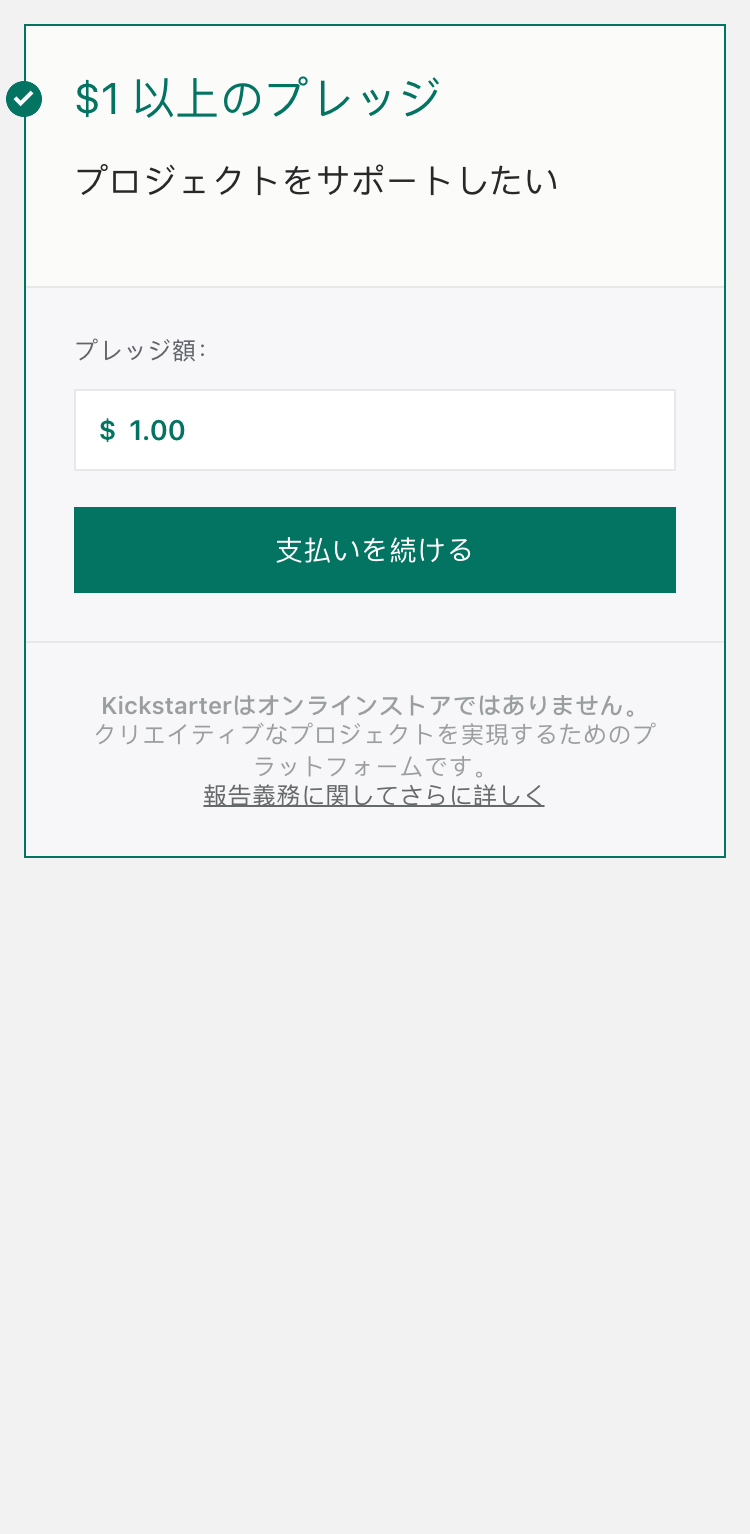 $1 以上のプレッジ
プロジェクトをサポートしたい
プレッジ額:
$ 1.00
支払いを続ける
Kickstarterはオンラインストアではありません。
クリエイティブなプロジェクトを実現するためのプ
ラットフォームです。
報告義務に関してさらに詳しく